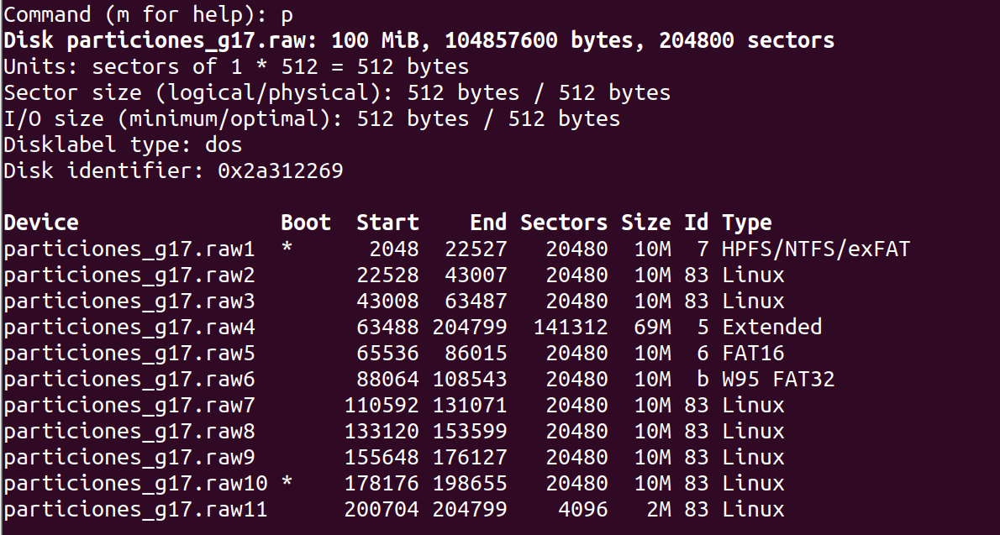 Command (m for help): p
Disk particiones_g17.raw: 100 MiB, 104857600 bytes, 204800 sectors
Units: sectors of 1 * 512 = 512 bytes
Sector size (logical/physical): 512 bytes / 512 bytes
I/O size (minimum/optimal): 512 bytes / 512 bytes
Disklabel type: dos
Disk identifier: 0x2a312269

Device                Boot  Start    End Sectors Size Id Type
particiones_g17.raw1  *      2048  22527   20480  10M  7 HPFS/NTFS/exFAT
particiones_g17.raw2        22528  43007   20480  10M 83 Linux
particiones_g17.raw3        43008  63487   20480  10M 83 Linux
particiones_g17.raw4        63488 204799  141312  69M  5 Extended
particiones_g17.raw5        65536  86015   20480  10M  6 FAT16
particiones_g17.raw6        88064 108543   20480  10M  b W95 FAT32
particiones_g17.raw7       110592 131071   20480  10M 83 Linux
particiones_g17.raw8       133120 153599   20480  10M 83 Linux
particiones_g17.raw9       155648 176127   20480  10M 83 Linux
particiones_g17.raw10 *    178176 198655   20480  10M 83 Linux
particiones_g17.raw11      200704 204799    4096   2M 83 Linux